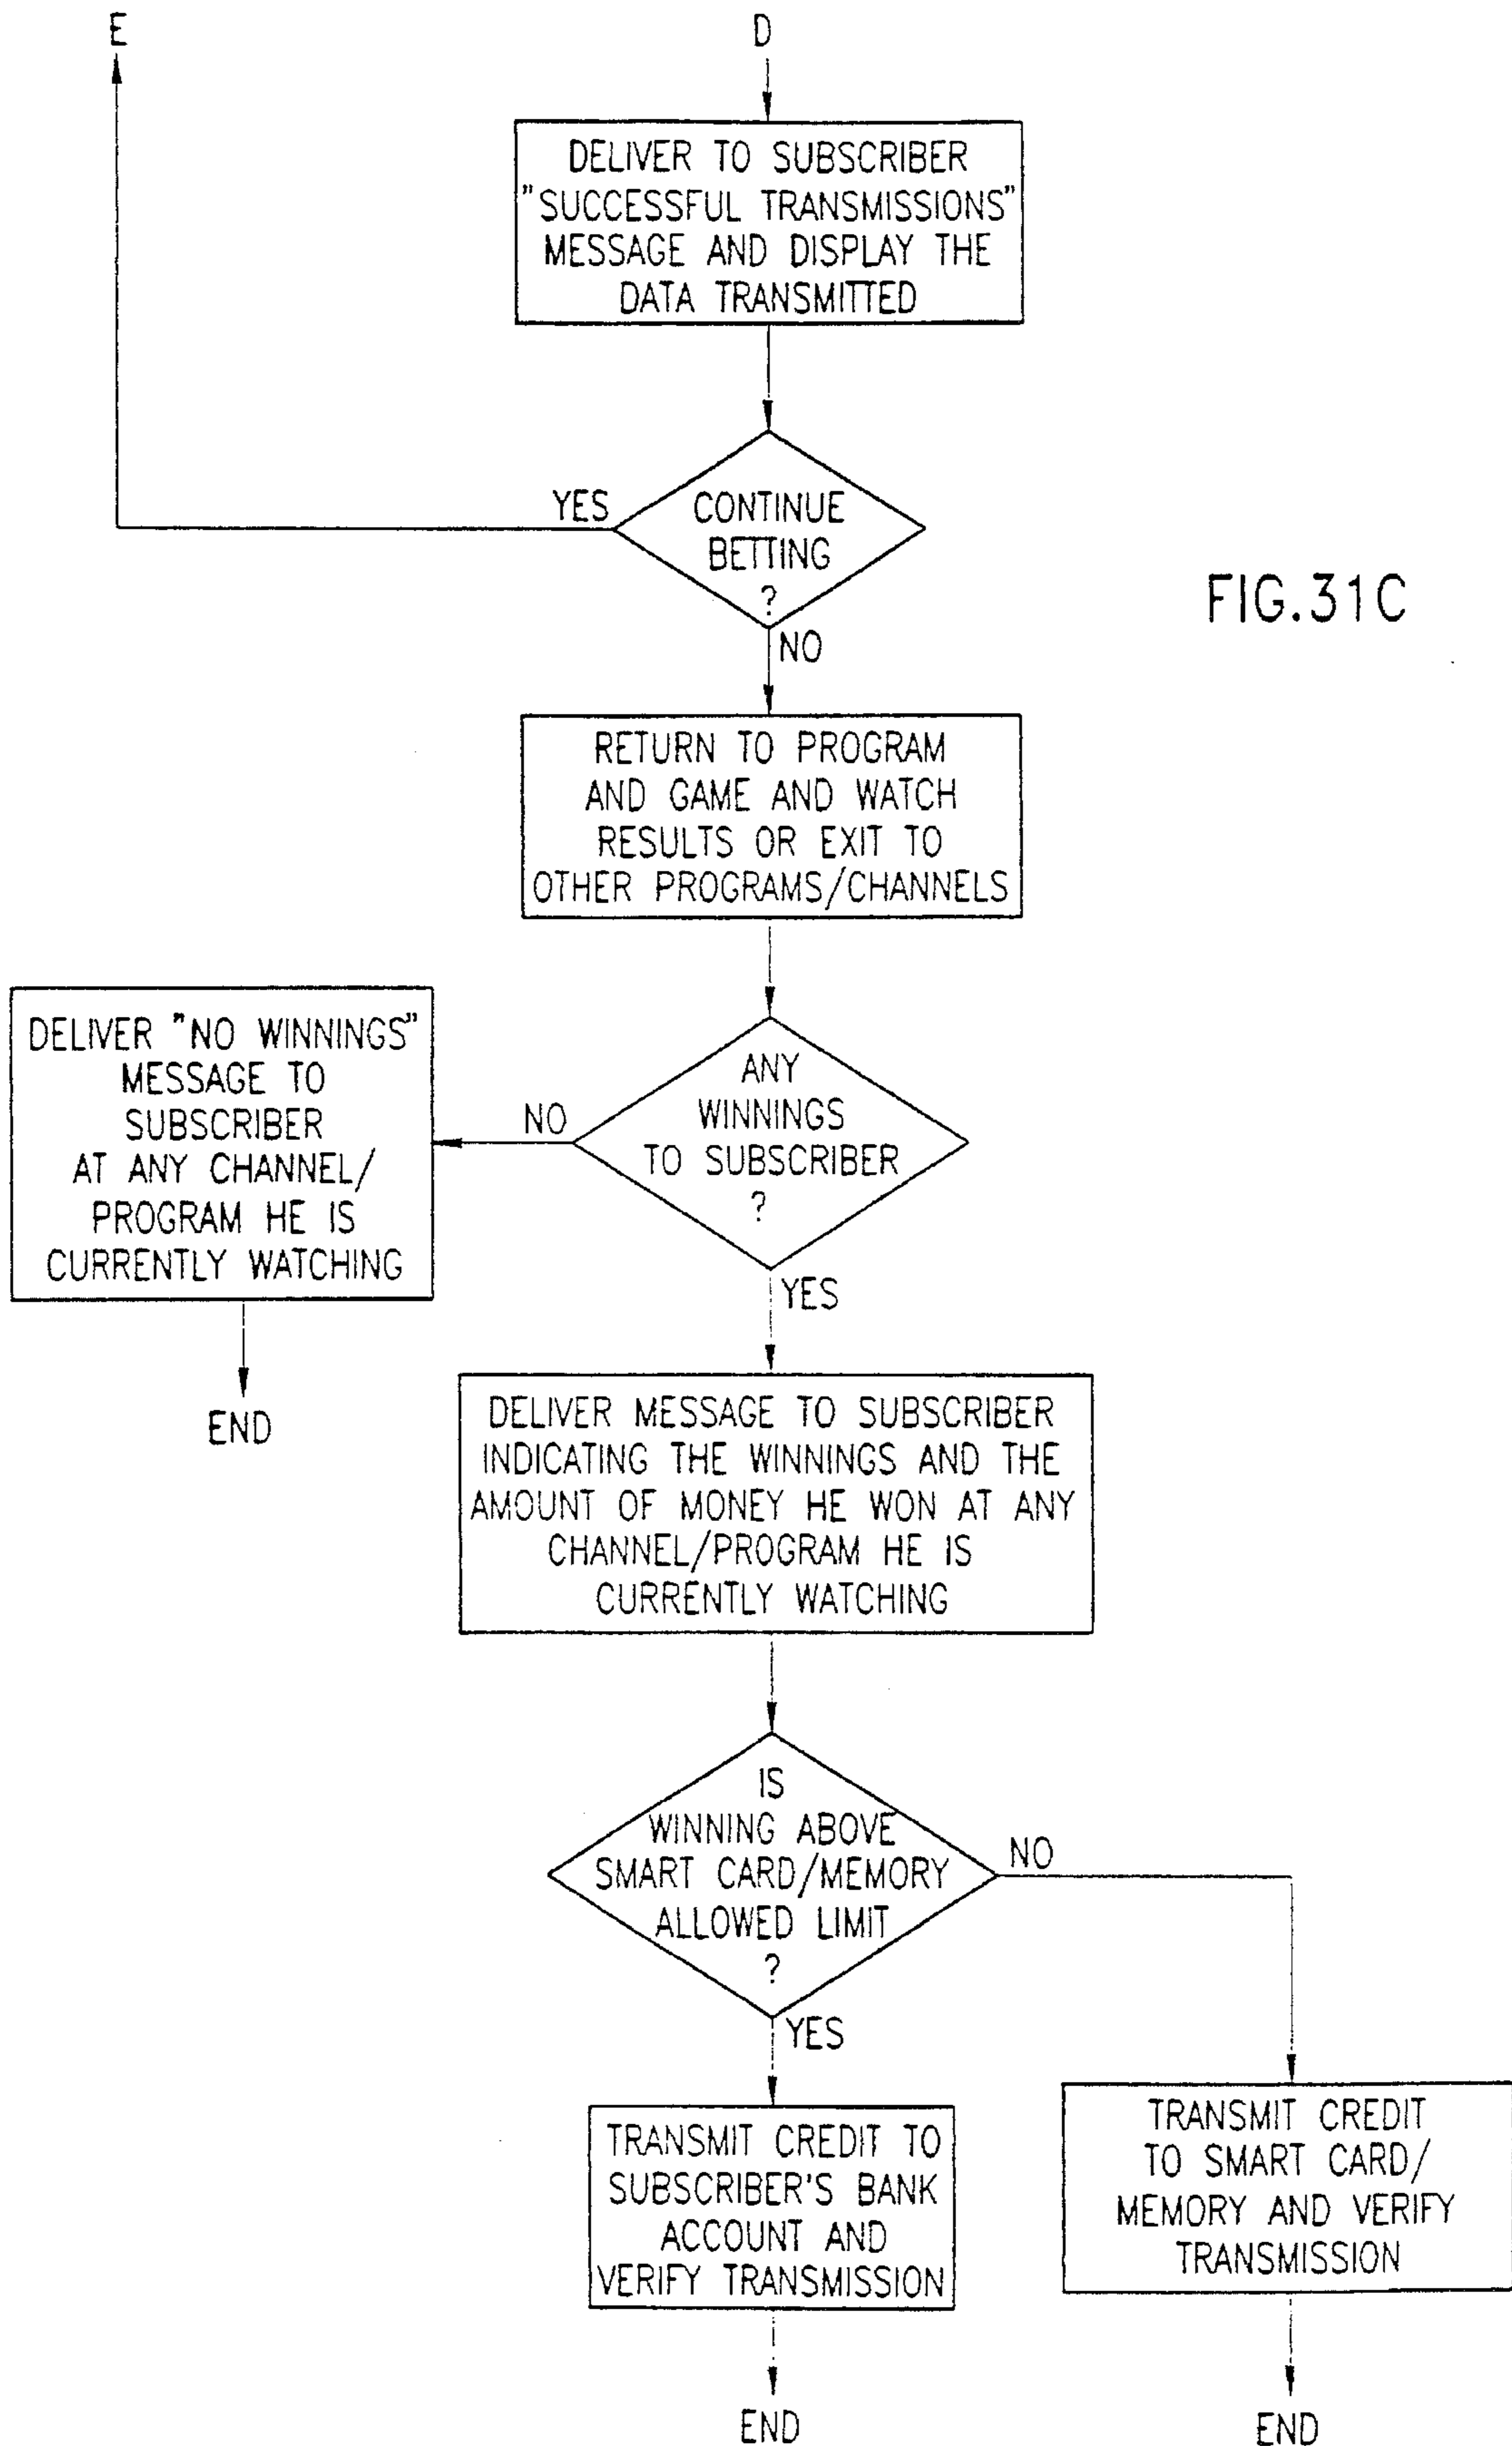 E
D
DELIVER TO SUBSCRIBER
"SUCCESSFUL TRANSMISSIONS"
MESSAGE AND DISPLAY THE
DATA TRANSMITTED
YES
CONTINUE
BETTING
?
FIG.31C
NO
RETURN TO PROGRAM
AND GAME AND WATCH
RESULTS OR EXIT TO
OTHER PROGRAMS/CHANNELS
DELIVER "NO WINNINGS"
MESSAGE TO
SUBSCRIBER
AT ANY CHANNEL/
PROGRAM HE IS
CURRENTLY WATCHING
NO
ANY
WINNINGS
TO SUBSCRIBER
?
YES
END
DELIVER MESSAGE TO SUBSCRIBER
INDICATING THE WINNINGS AND THE
AMOUNT OF MONEY HE WON AT ANY
CHANNEL/PROGRAM HE IS
CURRENTLY WATCHING
IS
WINNING ABOVE
SMART CARD/MEMORY
ALLOWED LIMIT
?
NO
YES
TRANSMIT CREDIT TO
SUBSCRIBER'S BANK
ACCOUNT AND
VERIFY TRANSMISSION
TRANSMIT CREDIT
TO SMART CARD/
MEMORY AND VERIFY
TRANSMISSION
END
END